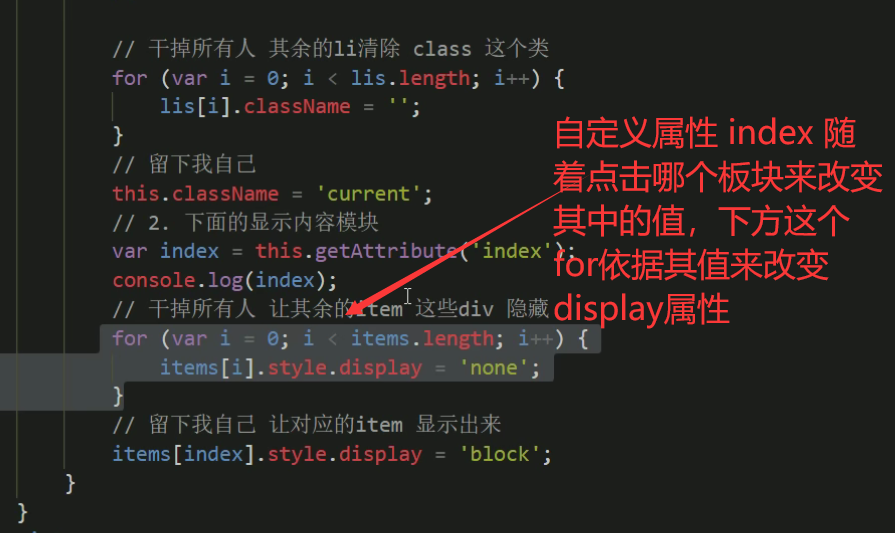 // 干掉所有人 其余的li清除 class 这个类
for (var i = 0; i < lis.length; i++) {
lis[i].className = '';
}
// 留下我自己
this.className = 'current';
// 2. 下面的显示内容模块
var index = this.getAttribute('index');
console.log(index);
// 干掉所有人 让其余的item 这些div 隐藏
for (var i = 0; i < items.length; i++) {
items[i].style.display = 'none';
}
// 留下我自己 让对应的item 显示出来
items[index].style.display = 'block';
}
}
自定义属性 index 随
着点击哪个板块来改变
其中的值，下方这个
for依据其值来改变
display属性